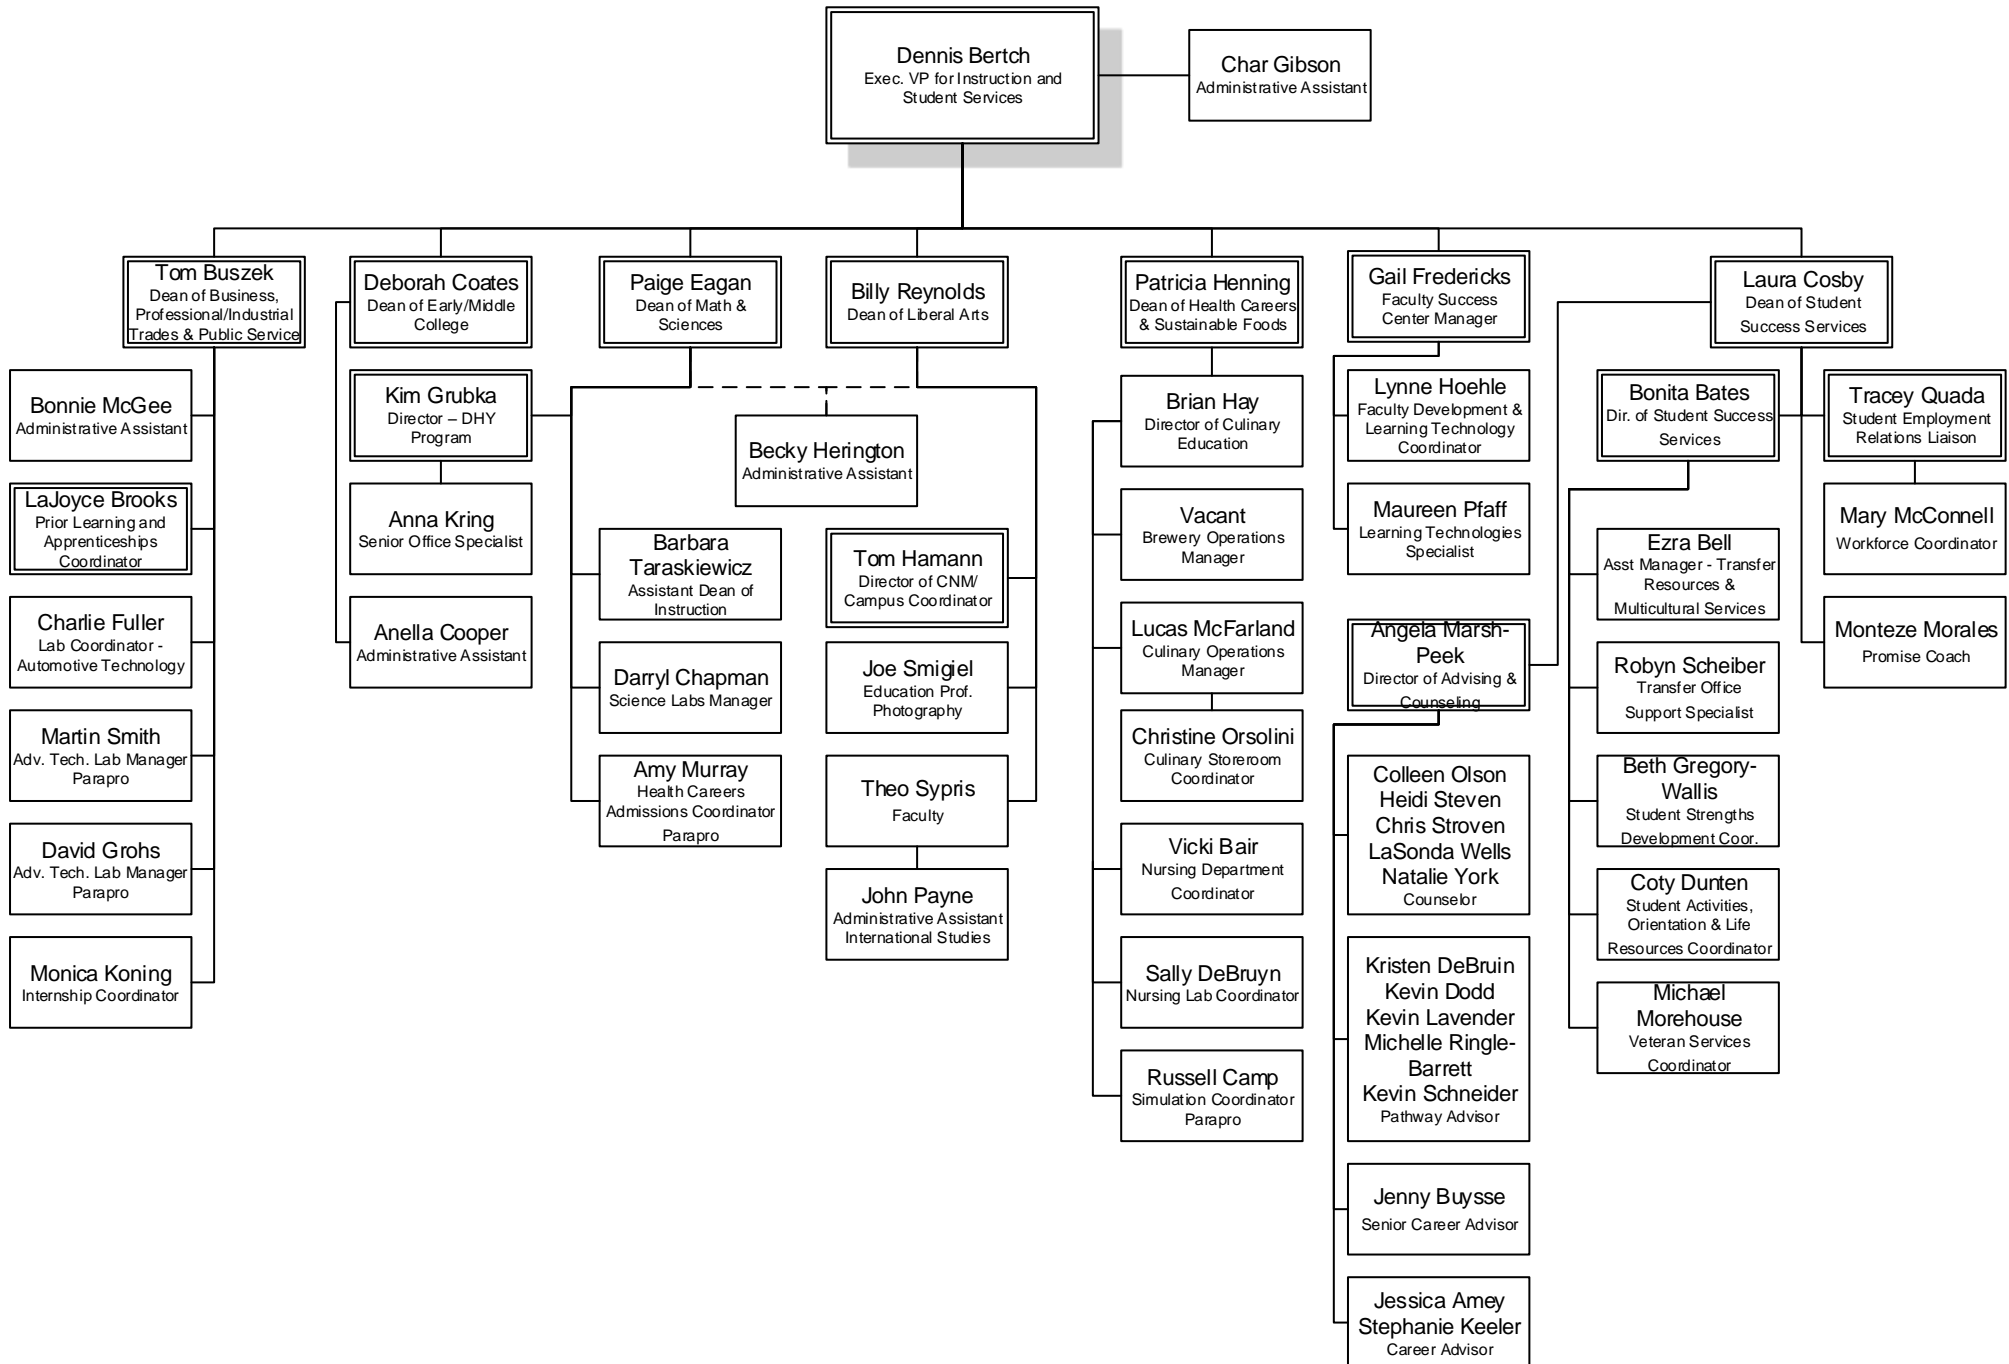 Dennis Bertch
Exec. VP for Instruction and
Student Services
Char Gibson
Administrative Assistant
Tom Buszek
Dean of Business,
Professional/Industrial
Trades & Public Service
Bonnie McGee
Administrative Assistant
LaJoyce Brooks
Prior Learning and
Apprenticeships
Coordinator
Charlie Fuller
Lab Coordinator -
Automotive Technology
Martin Smith
Adv. Tech. Lab Manager
Parapro
David Grohs
Adv. Tech. Lab Manager
Parapro
Monica Koning
Internship Coordinator
Deborah Coates
Dean of Early/Middle
College
Kim Grubka
Director – DHY
Program
Anna Kring
Senior Office Specialist
Anella Cooper
Administrative Assistant
Paige Eagan
Dean of Math &
Sciences
Becky Herington
Administrative Assistant
Barbara
Taraskiewicz
Assistant Dean of
Instruction
Darryl Chapman
Science Labs Manager
Amy Murray
Health Careers
Admissions Coordinator
Parapro
Billy Reynolds
Dean of Liberal Arts
Tom Hamann
Director of CNM/
Campus Coordinator
Joe Smigiel
Education Prof.
Photography
Theo Sypris
Faculty
John Payne
Administrative Assistant
International Studies
Patricia Henning
Dean of Health Careers
& Sustainable Foods
Brian Hay
Director of Culinary
Education
Vacant
Brewery Operations
Manager
Lucas McFarland
Culinary Operations
Manager
Christine Orsolini
Culinary Storeroom
Coordinator
Vicki Bair
Nursing Department
Coordinator
Sally DeBruyn
Nursing Lab Coordinator
Russell Camp
Simulation Coordinator
Parapro
Gail Fredericks
Faculty Success
Center Manager
Lynne Hoehle
Faculty Development &
Learning Technology
Coordinator
Maureen Pfaff
Learning Technologies
Specialist
Laura Cosby
Dean of Student
Success Services
Angela Marsh-
Peek
Director of Advising &
Counseling
Colleen Olson
Heidi Steven
Chris Stroven
LaSonda Wells
Natalie York
Counselor
Kristen DeBruin
Kevin Dodd
Kevin Lavender
Michelle Ringle-
Barrett
Kevin Schneider
Pathway Advisor
Jenny Buysse
Senior Career Advisor
Jessica Amey
Stephanie Keeler
Career Advisor
Bonita Bates
Dir. of Student Success
Services
Ezra Bell
Asst Manager - Transfer
Resources &
Multicultural Services
Robyn Scheiber
Transfer Office
Support Specialist
Beth Gregory-
Wallis
Student Strengths
Development Coor.
Coty Dunten
Student Activities,
Orientation & Life
Resources Coordinator
Michael
Morehouse
Veteran Services
Coordinator
Tracey Quada
Student Employment
Relations Liaison
Mary McConnell
Workforce Coordinator
Monteze Morales
Promise Coach